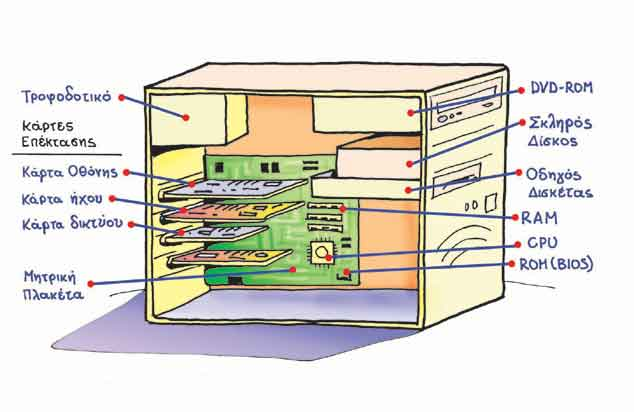 Τροφοδοτικό
κάρτες
Επέκτασης
Κάρτα Οθόνης
Κάρτα ήχου
Κάρτα δικτύου
Μητρική
Πλακέτα
DVD-ROM
Σκληρός
Δίσκος
Οδηγός
Δισκέτας
RAM
CPU
ROM (BIOS)